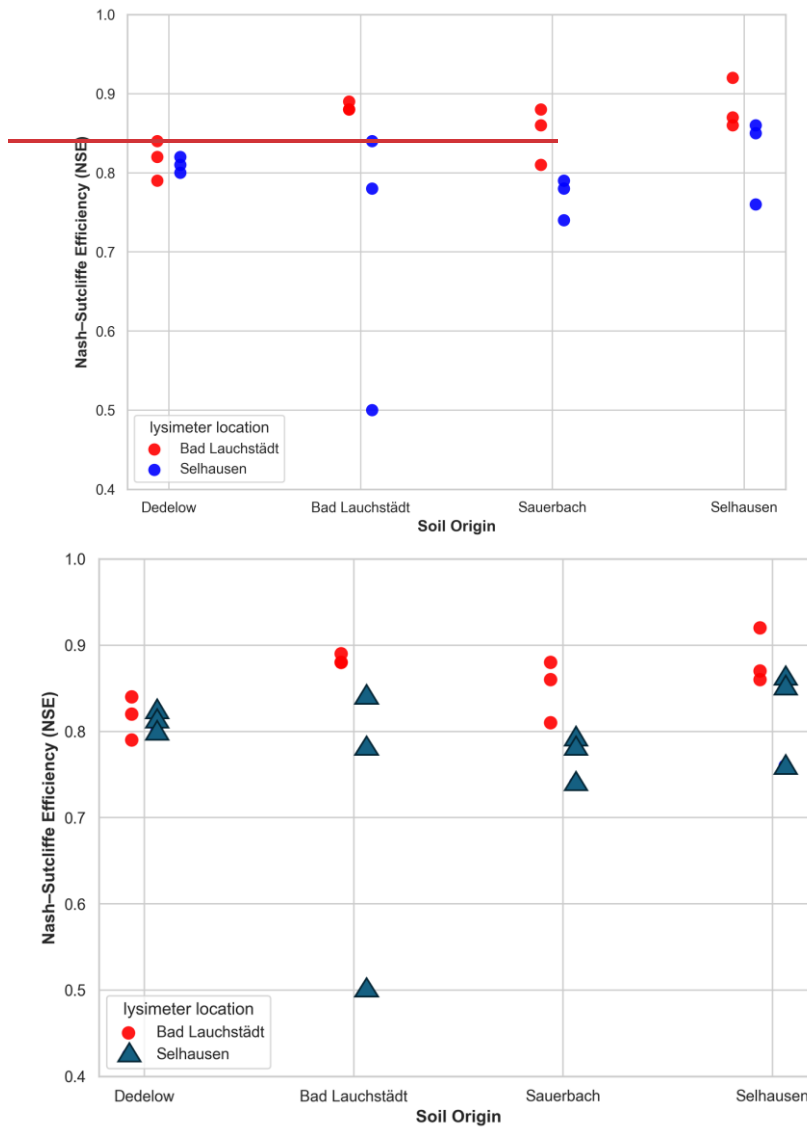 1.0
0.9
0.8
0.7
0.6
0.5
0.4
Nash–Sutcliffe Efficiency (NSE)
lysimeter location
Bad Lauchstädt
Selhausen
Dedelow
Bad Lauchstädt
Sauerbach
Selhausen
Soil Origin
1.0
0.9
0.8
0.7
0.6
0.5
0.4
Nash–Sutcliffe Efficiency (NSE)
lysimeter location
Bad Lauchstädt
Selhausen
Dedelow
Bad Lauchstädt
Sauerbach
Selhausen
Soil Origin